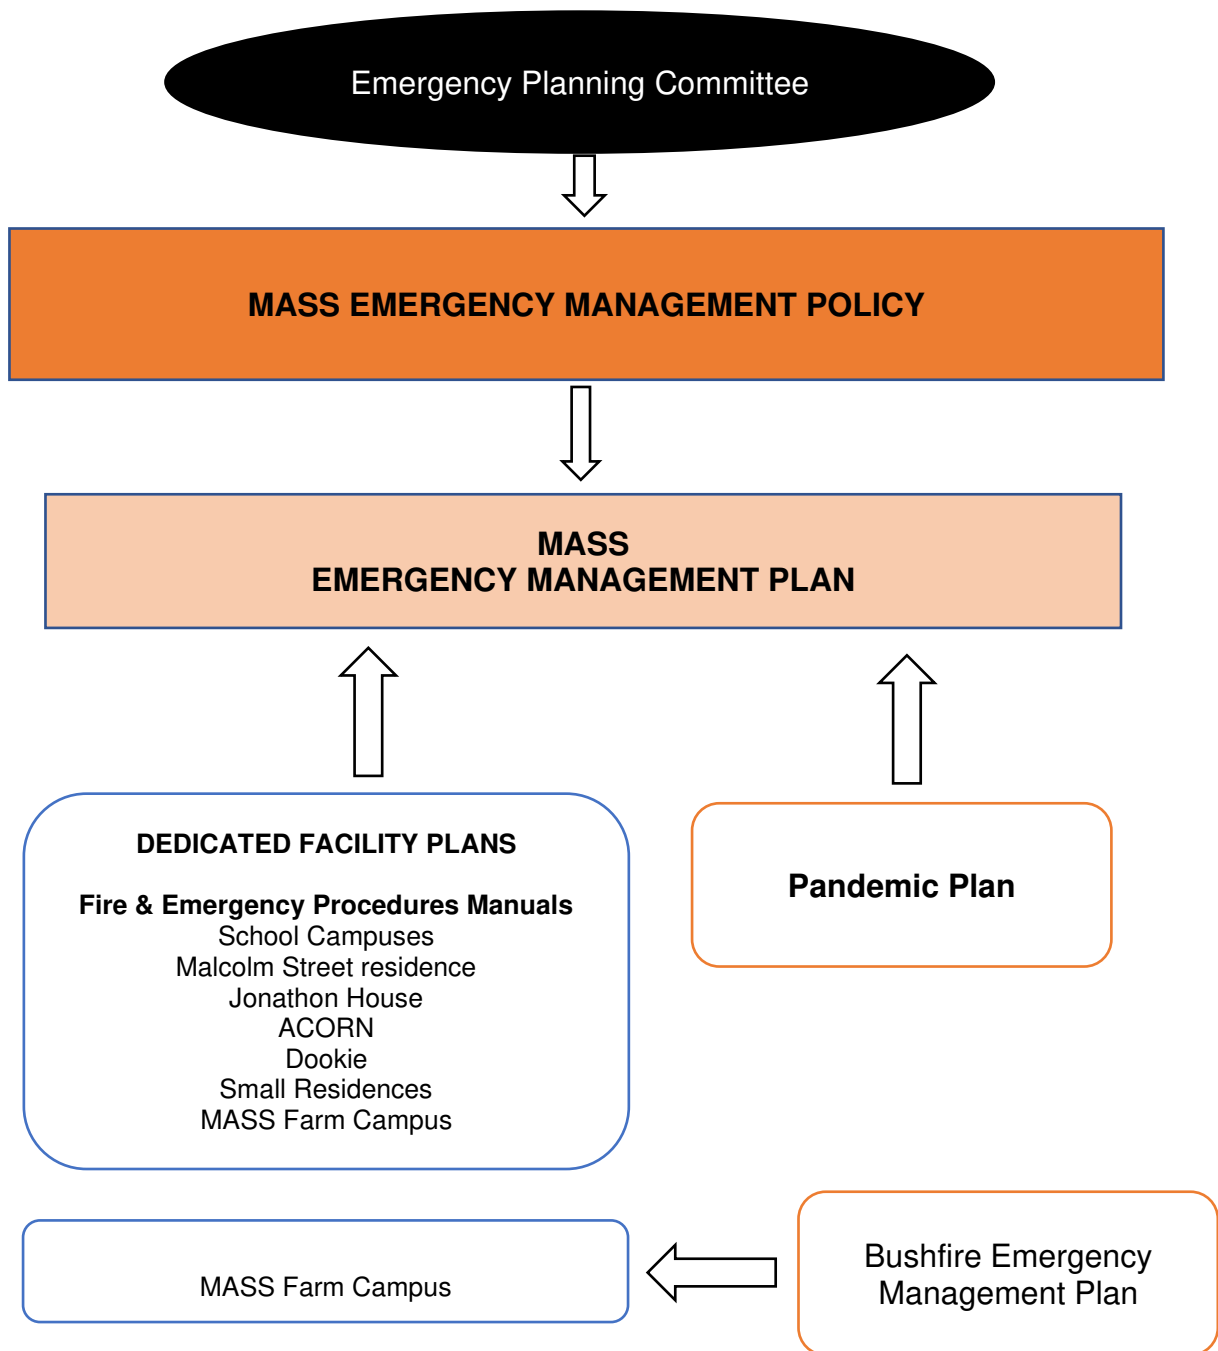 Emergency Planning Committee
MASS EMERGENCY MANAGEMENT POLICY
MASS
EMERGENCY MANAGEMENT PLAN
DEDICATED FACILITY PLANS
Fire & Emergency Procedures Manuals
School Campuses
Malcolm Street residence
Jonathon House
ACORN
Dookie
Small Residences
MASS Farm Campus
Pandemic Plan
MASS Farm Campus
Bushfire Emergency
Management Plan